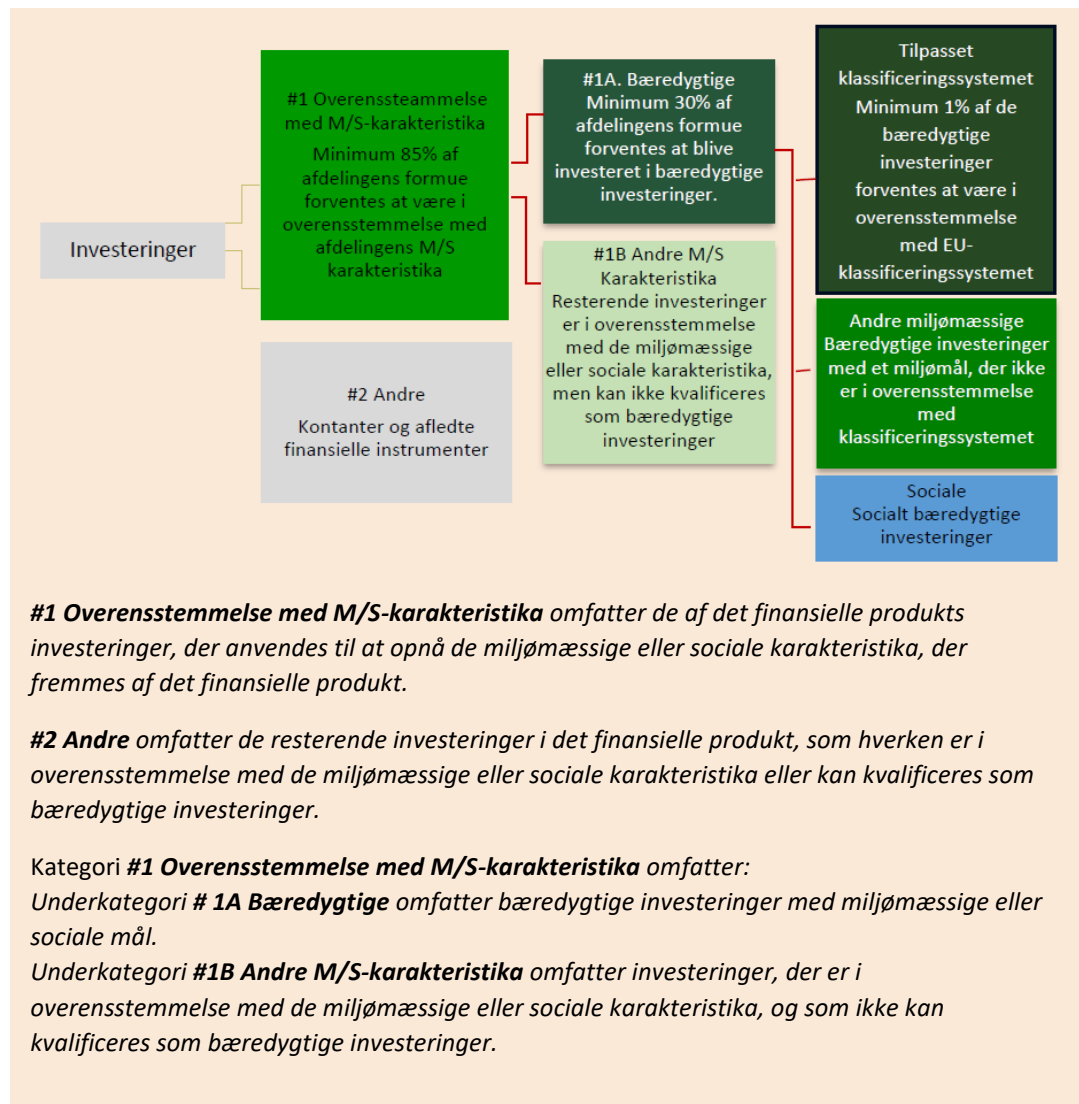 Investeringer
#1 Overenssteammelse
med M/S-karakteristika
Minimum 85% af
afdelingens formue
forventes at være i
overensstemmelse med
afdelingens M/S
karakteristika
#2 Andre
Kontanter og afledte
finansielle instrumenter
#1A. Bæredygtige
Minimum 30% af
afdelingens formue
forventes at blive
investeret i bæredygtige
investeringer.
#1B Andre M/S
Karakteristika
Resterende investeringer
er i overensstemmelse
med de miljømæssige
eller sociale karakteristika,
men kan ikke kvalificeres
som bæredygtige
investeringer
Tilpasset
klassificeringssystemet
Minimum 1% af de
bæredygtige
investeringer
forventes at være i
overensstemmelse
med EU-
klassificeringssystemet
Andre miljømæssige
Bæredygtige investeringer
med et miljømål, der ikke
er i overensstemmelse
med
klassificeringssystemet
Sociale
Socialt bæredygtige
investeringer
#1 Overensstemmelse med M/S-karakteristika omfatter de af det finansielle produkts
investeringer, der anvendes til at opnå de miljømæssige eller sociale karakteristika, der
fremmes af det finansielle produkt.
#2 Andre omfatter de resterende investeringer i det finansielle produkt, som hverken er i
overensstemmelse med de miljømæssige eller sociale karakteristika eller kan kvalificeres som
bæredygtige investeringer.
Kategori #1 Overensstemmelse med M/S-karakteristika omfatter:
Underkategori # 1A Bæredygtige omfatter bæredygtige investeringer med miljømæssige eller
sociale mål.
Underkategori #1B Andre M/S-karakteristika omfatter investeringer, der er i
overensstemmelse med de miljømæssige eller sociale karakteristika, og som ikke kan
kvalificeres som bæredygtige investeringer.